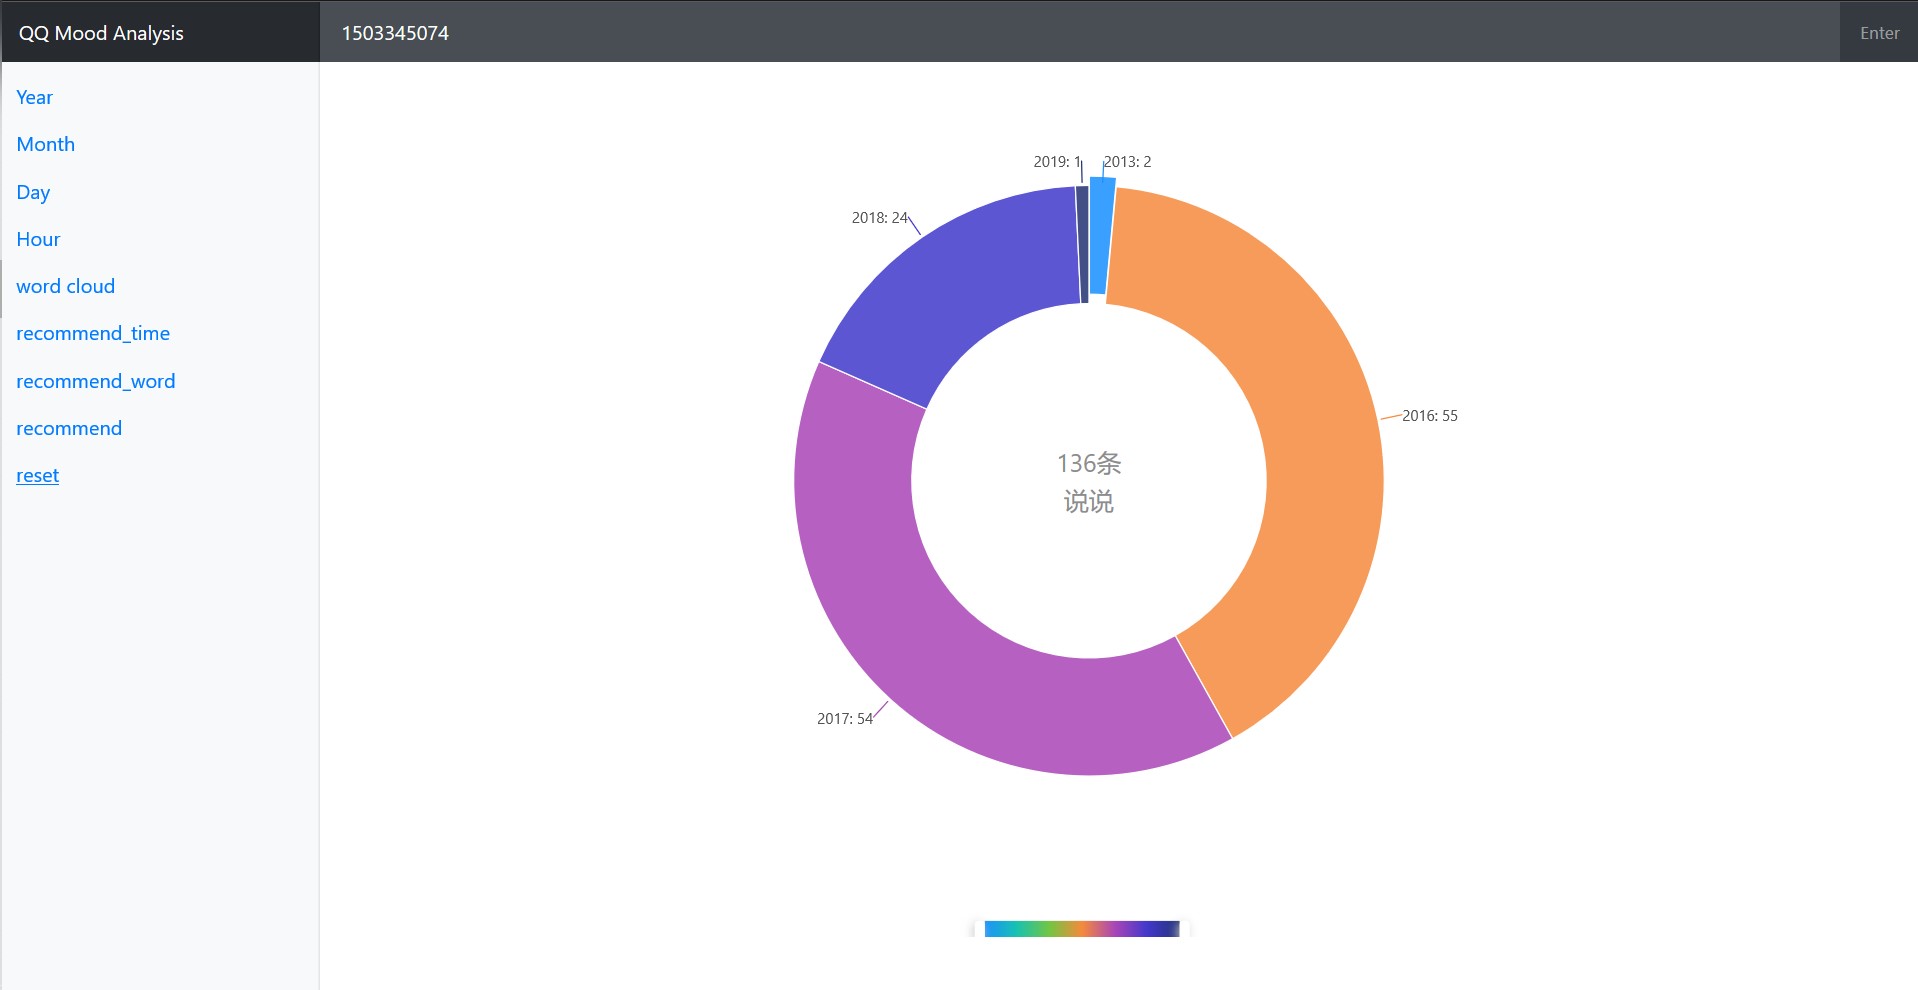 QQ Mood Analysis
1503345074
Enter
Year
Month
Day
Hour
word cloud
recommend_time
recommend_word
recommend
reset
2019: 1
2013: 2
2018: 24
2016: 55
136条
说说
2017: 54